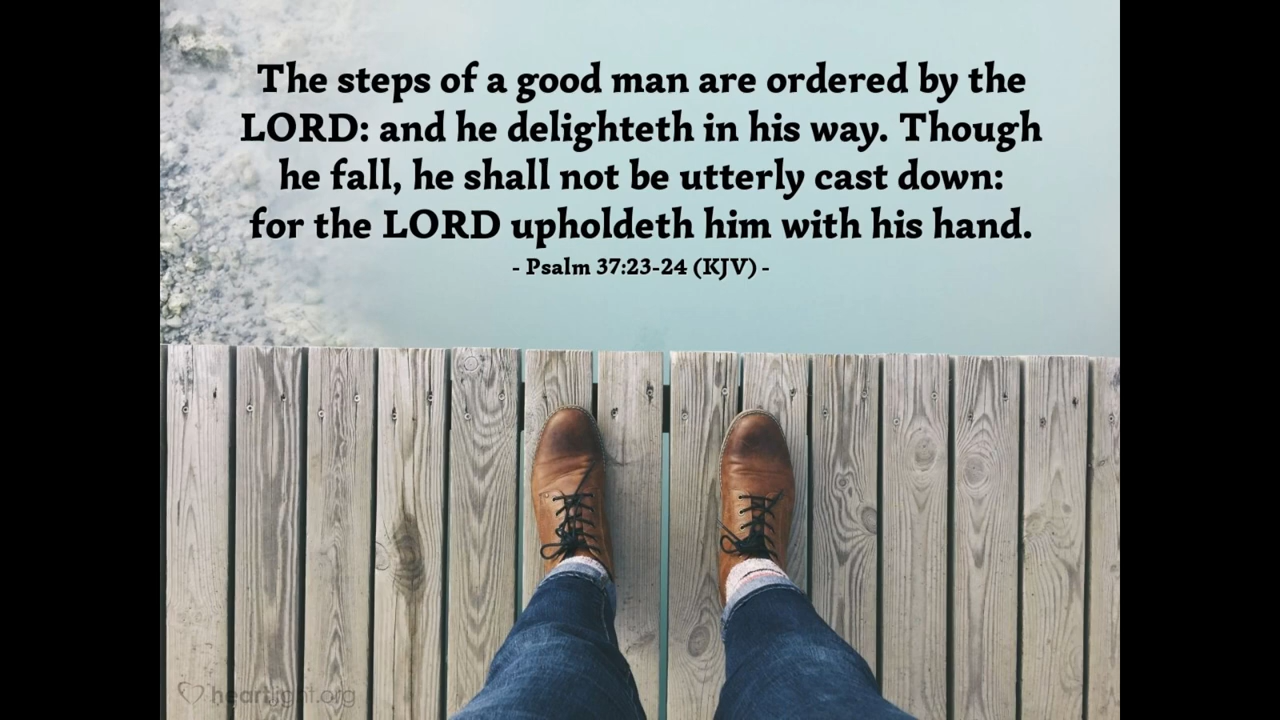 The steps of a good man are ordered by the
LORD: and he delighteth in his way. Though
he fall, he shall not be utterly cast down:
for the LORD upholdeth him with his hand.
- Psalm 37:23-24 (KJV) -
heartlight.org